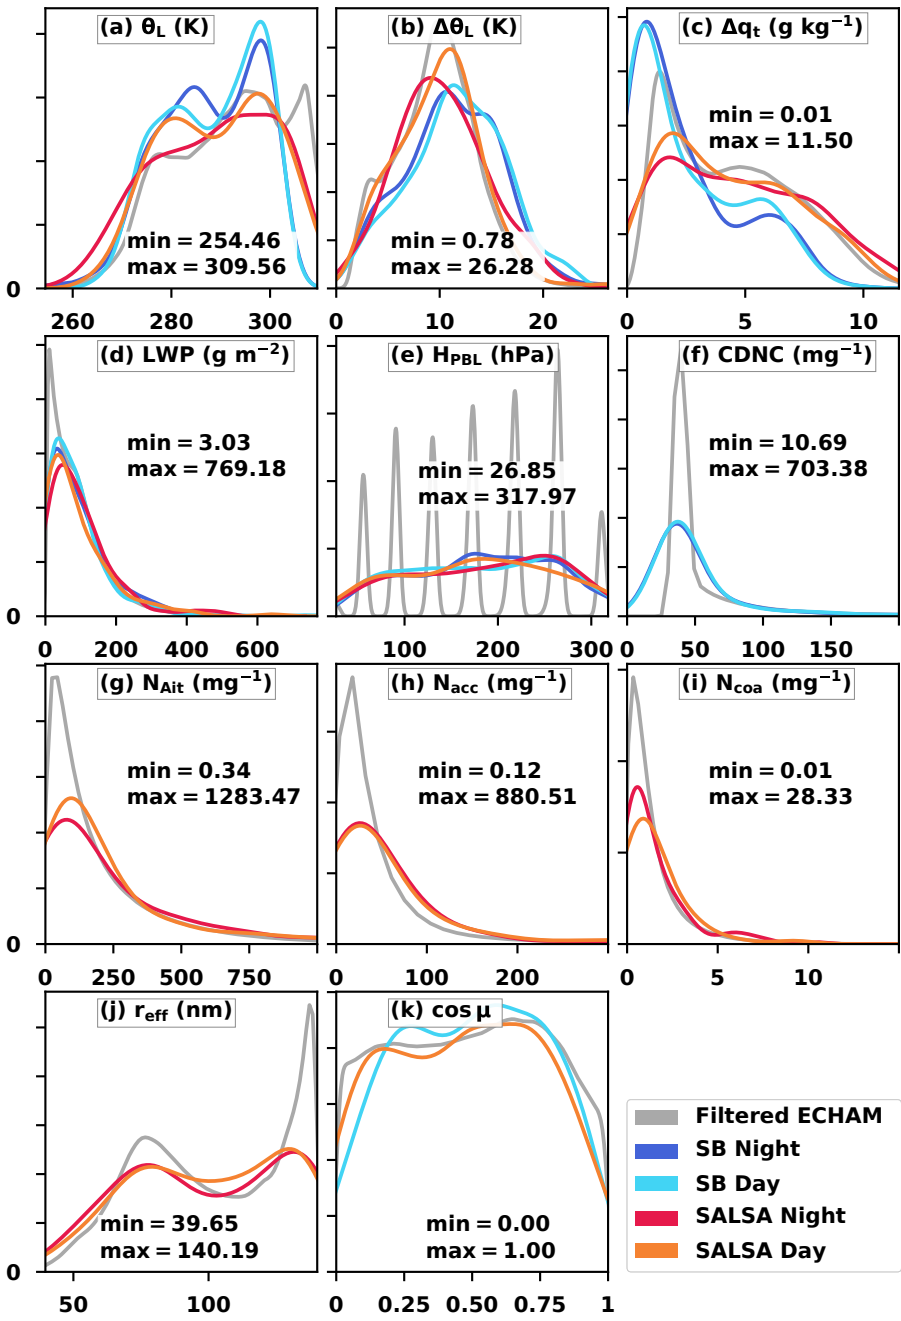 (a) θL (K)
(b) ΔθL (K)
(c) Δqt (g kg−1)
min = 0.01
max = 11.50
min = 254.46
max = 309.56
min = 0.78
max = 26.28
0
260 280 300
0 10 20
0 5 10
(d) LWP (g m−2)
(e) HPBL (hPa)
(f) CDNC (mg−1)
min = 3.03
max = 769.18
min = 26.85
max = 317.97
min = 10.69
max = 703.38
0
0 200 400 600
100 200 300
0 50 100 150
(g) NAit (mg−1)
(h) Nacc (mg−1)
(i) Ncoa (mg−1)
min = 0.34
max = 1283.47
min = 0.12
max = 880.51
min = 0.01
max = 28.33
0
0 250 500 750
0 100 200
0 5 10
(j) reff (nm)
(k) cos μ
min = 39.65
max = 140.19
min = 0.00
max = 1.00
0
50 100
0 0.25 0.50 0.75 1
Filtered ECHAM
SB Night
SB Day
SALSA Night
SALSA Day